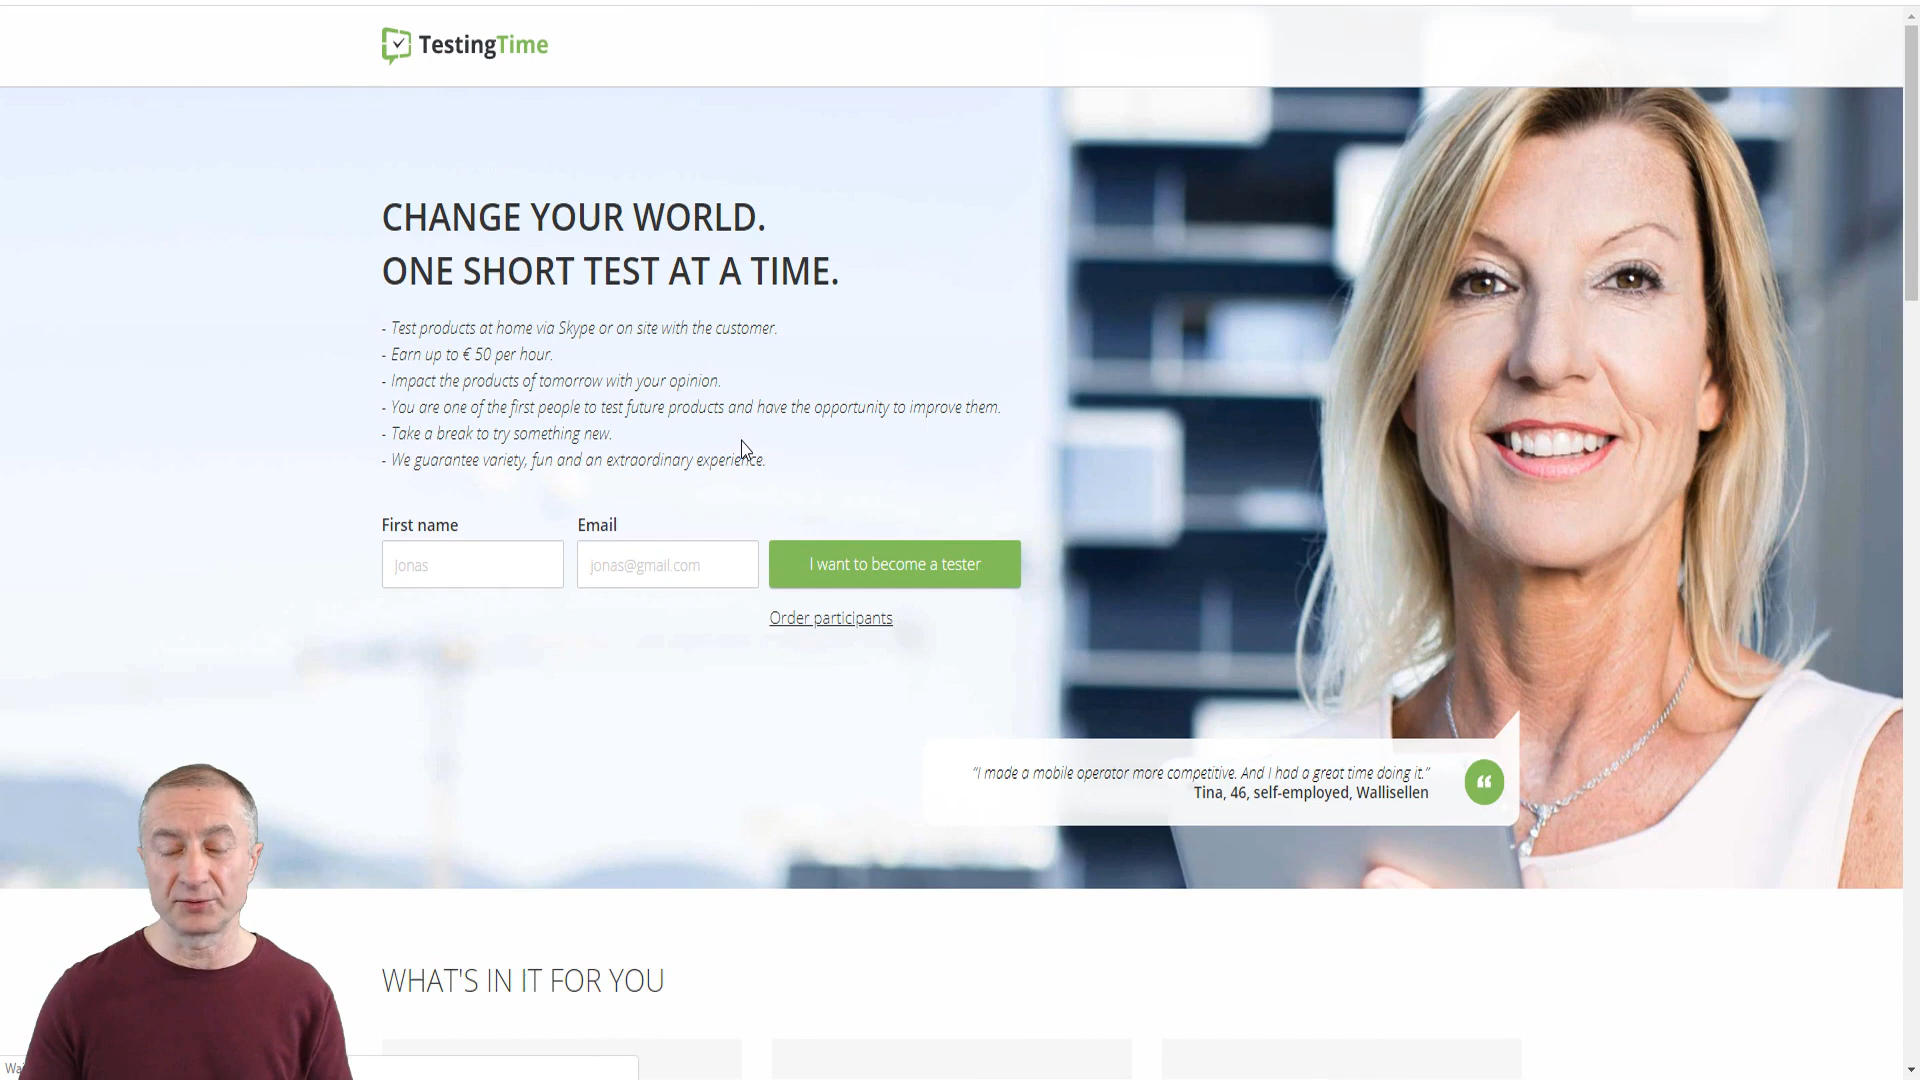 TestingTime
CHANGE YOUR WORLD.
ONE SHORT TEST AT A TIME.
- Test products at home via Skype or on site with the customer.
- Earn up to € 50 per hour.
- Impact the products of tomorrow with your opinion.
- You are one of the first people to test future products and have the opportunity to improve them.
- Take a break to try something new.
- We guarantee variety, fun and an extraordinary experience.
First name
Email
Jonas
jonas@gmail.com
I want to become a tester
Order participants
“I made a mobile operator more competitive. And I had a great time doing it.”
Tina, 46, self-employed, Wallisellen
WHAT'S IN IT FOR YOU